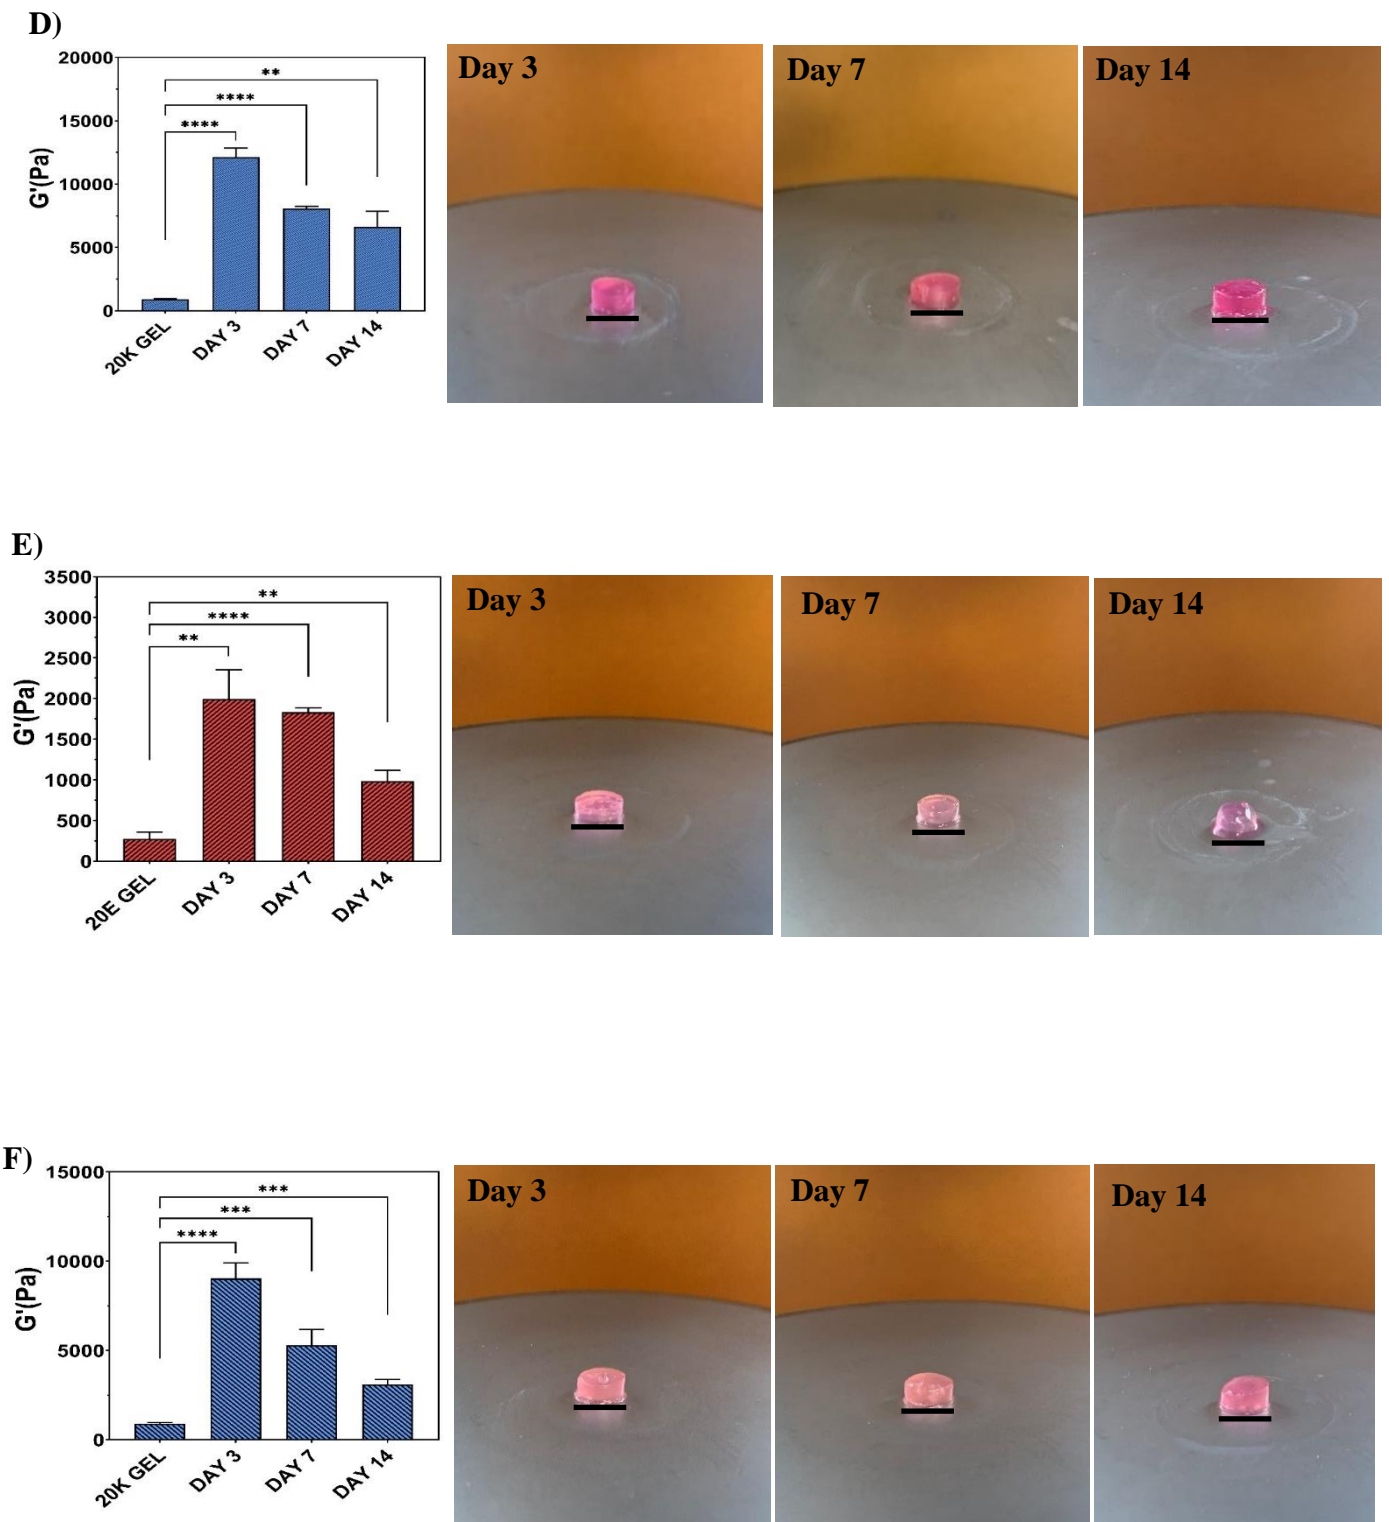 D)
20000
15000
10000
5000
0
G'(Pa)
**
****
****
20K GEL
DAY 3
DAY 7
DAY 14
Day 3
Day 7
Day 14
E)
3500
3000
2500
2000
1500
1000
500
0
G'(Pa)
**
****
**
20E GEL
DAY 3
DAY 7
DAY 14
Day 3
Day 7
Day 14
F)
15000
10000
5000
0
G'(Pa)
***
***
****
20K GEL
DAY 3
DAY 7
DAY 14
Day 3
Day 7
Day 14